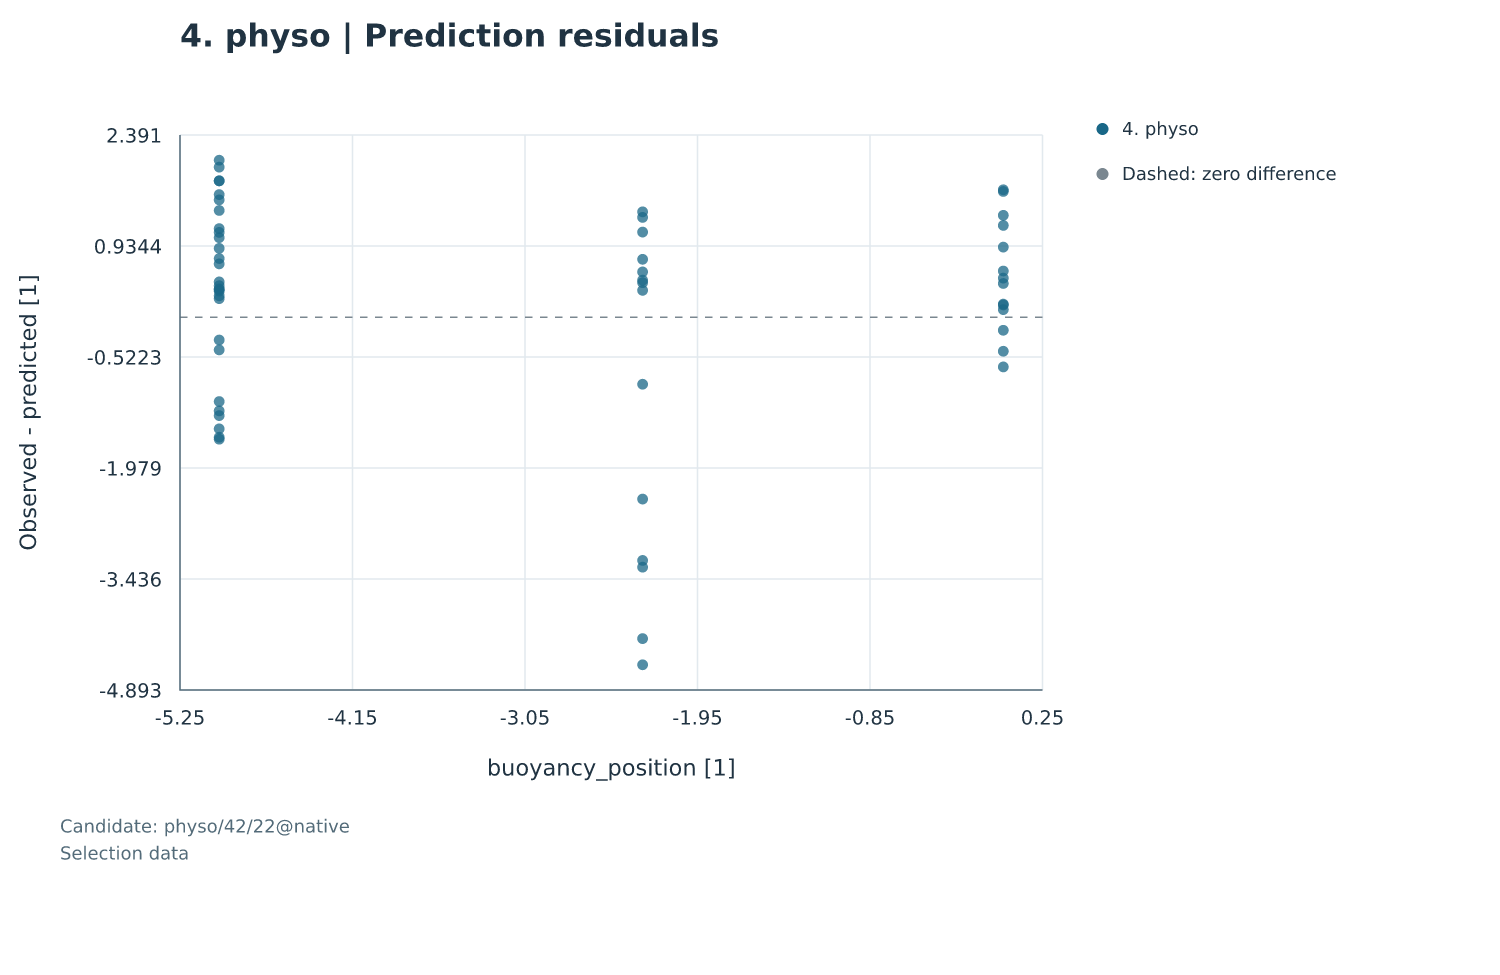 4. physo | Prediction residuals
4. physo
Dashed: zero difference
Observed - predicted [1]
2.391
0.9344
-0.5223
-1.979
-3.436
-4.893
-5.25
-4.15
-3.05
-1.95
-0.85
0.25
buoyancy_position [1]
Candidate: physo/42/22@native
Selection data